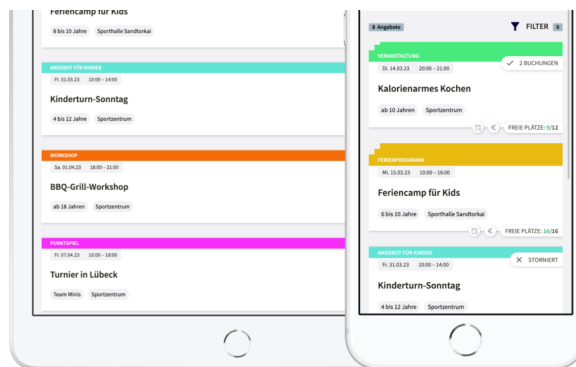 Feriencamp für Kids
6 bis 10 Jahre Sporthalle Sandtorkai
ANGEBOT FÜR KINDER
Fr. 31.03.23 10:00 – 14:00
Kinderturn-Sonntag
4 bis 12 Jahre Sportzentrum
WORKSHOP
Sa. 01.04.23 18:00 – 21:00
BBQ-Grill-Workshop
ab 18 Jahren Sportzentrum
PUNKTSPIEL
Fr. 07.04.23 10:00 – 18:00
Turnier in Lübeck
Team Minis Sportzentrum
8 Angebote FILTER 0
VERANSTALTUNG
Di. 14.03.23 20:00 – 21:00
2 BUCHUNGEN
Kalorienarmes Kochen
ab 10 Jahren Sportzentrum
€ FREIE PLÄTZE: 9/12
FERIENPROGRAMM
Mi. 15.03.23 10:00 – 16:00
Feriencamp für Kids
6 bis 10 Jahre Sporthalle Sandtorkai
€ FREIE PLÄTZE: 16/16
ANGEBOT FÜR KINDER
Fr. 31.03.23 10:00 – 14:00
STORNIERT
Kinderturn-Sonntag
4 bis 12 Jahre Sportzentrum